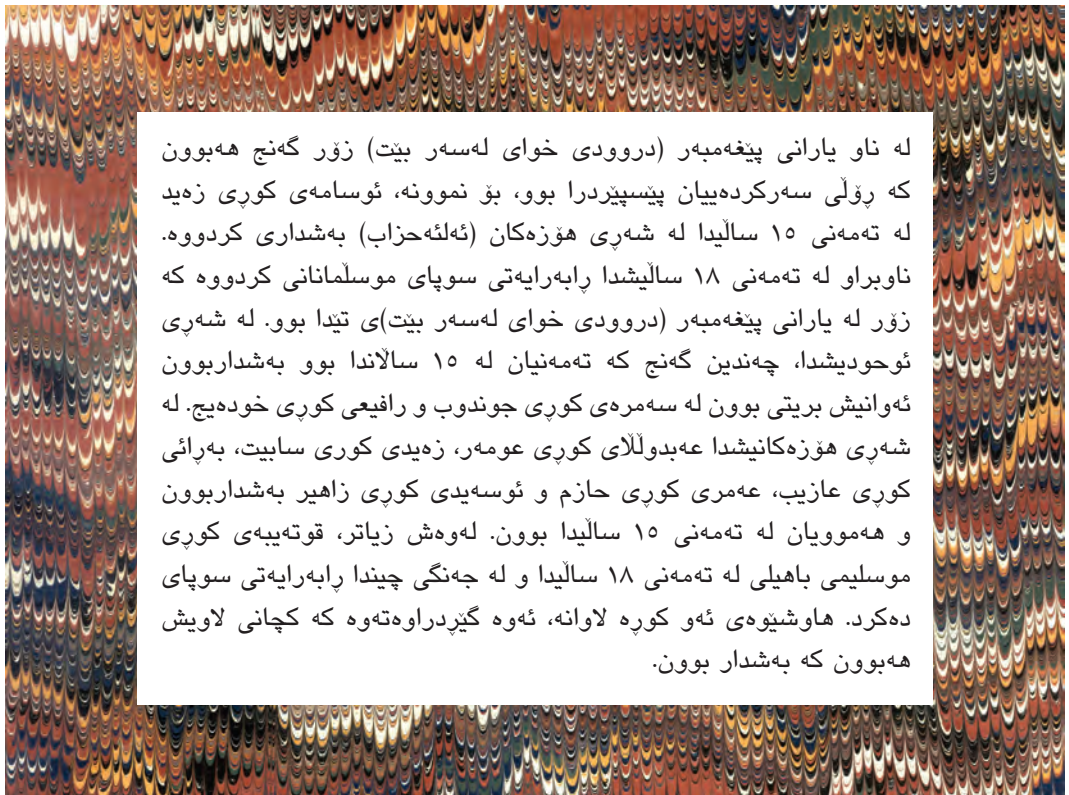 لە ناو یارانی پێغەمبەر (دروودی خوای لەسەر بێت) زۆر گەنج هەبوون
کە ڕۆڵی سەرکردەییان پێسپێردرا بوو، بۆ نموونە، ئوسامەی کوڕی زەید
لە تەمەنی ١٥ ساڵیدا لە شەڕی هۆزەکان (ئەلئەحزاب) بەشداری کردووە.
ناوبراو لە تەمەنی ١٨ ساڵیشدا ڕابەرایەتی سوپای موسڵمانانی کردووە کە
زۆر لە یارانی پێغەمبەر (دروودی خوای لەسەر بێت)ی تێدا بوو. لە شەڕی
ئوحودیشدا، چەندین گەنج کە تەمەنیان لە ١٥ ساڵاندا بوو بەشداربوون
ئەوانیش بریتی بوون لە سەمرەی کوڕی جوندوب و رافیعی کوڕی خودەیج. لە
شەڕی هۆزەکانیشدا عەبدوڵڵای کوڕی عومەر، زەیدی کوری سابیت، بەڕائی
کوڕی عازیب، عەمری کوڕی حازم و ئوسەیدی کوڕی زاهیر بەشداربوون
و هەموویان لە تەمەنی ١٥ ساڵیدا بوون. لەوەش زیاتر، قوتەیبەی کوڕی
موسلیمی باهیلی لە تەمەنی ١٨ ساڵیدا و لە جەنگی چیندا ڕابەرایەتی سوپای
دەکرد. هاوشێوەی ئەو کوڕە لاوانە، ئەوە گێڕدراوەتەوە کە کچانی لاویش
هەبوون کە بەشدار بوون.